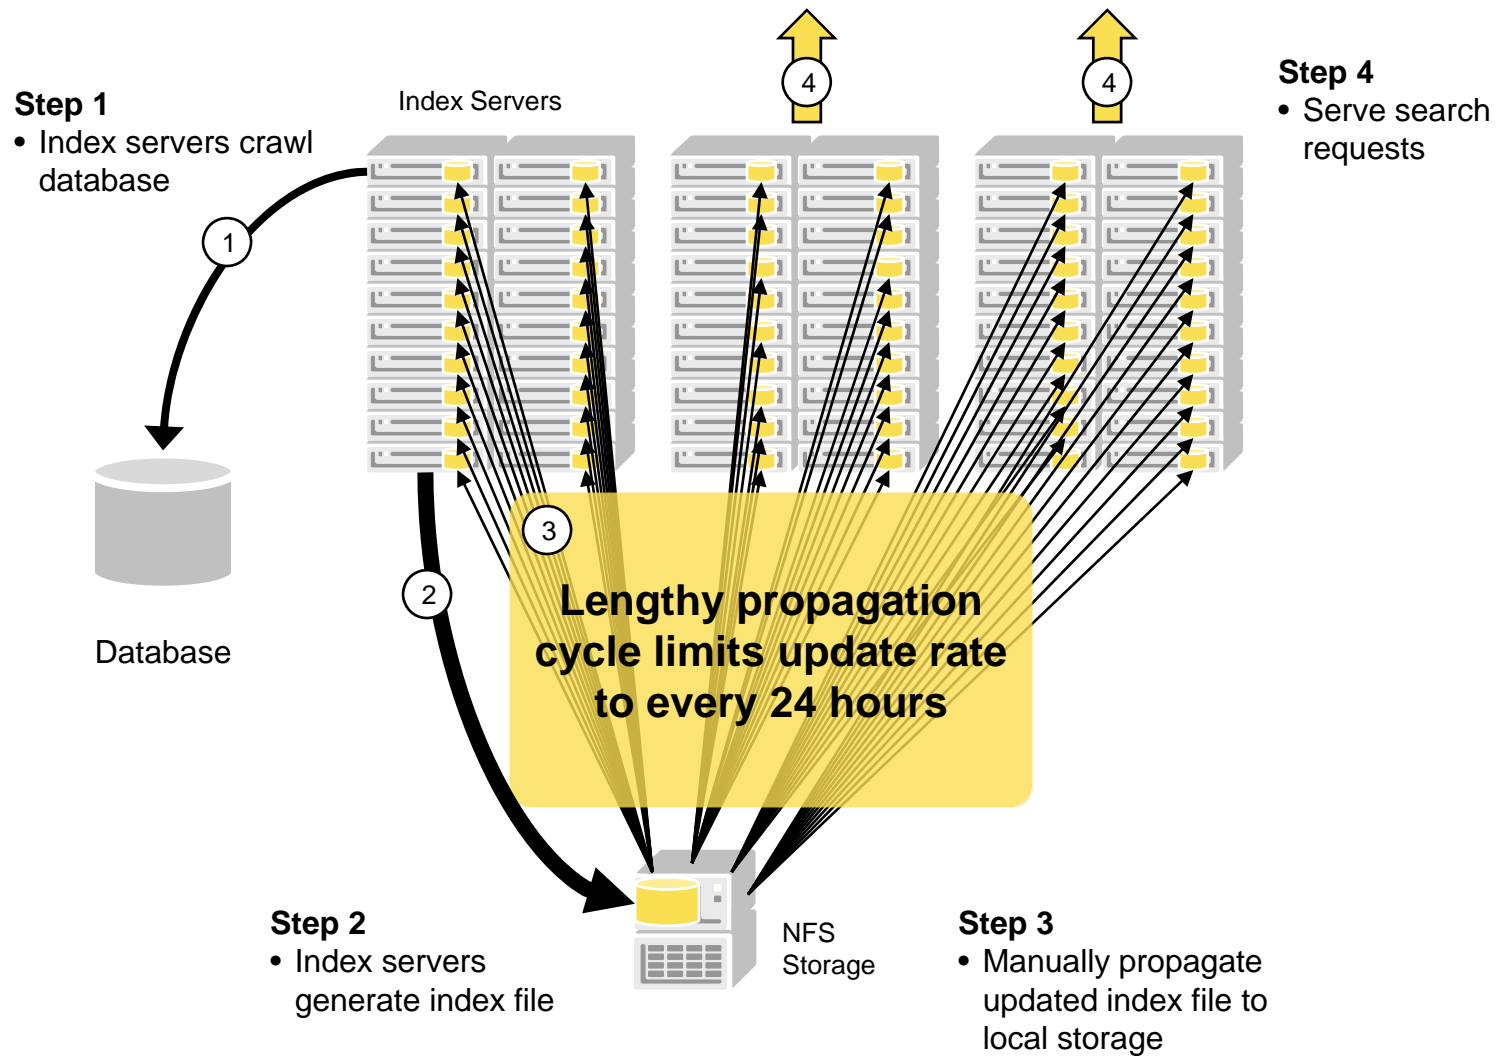 Step 1
• Index servers crawl
database
Index Servers
4
4
Step 4
• Serve search
requests
1
3
2
Lengthy propagation
cycle limits update rate
to every 24 hours
Database
Step 2
• Index servers
generate index file
NFS
Storage
Step 3
• Manually propagate
updated index file to
local storage